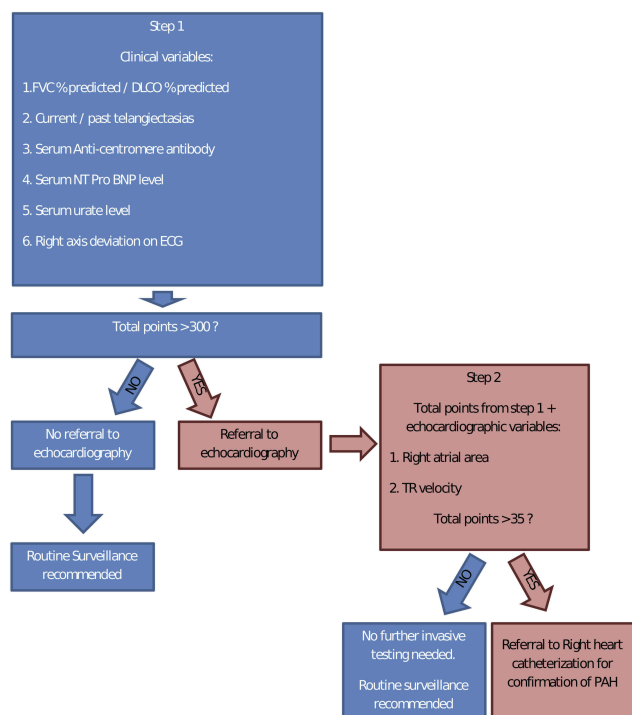 Step 1
Clinical variables:
1.FVC % predicted / DLCO % predicted
2. Current / past telangiectasias
3. Serum Anti-centromere antibody
4. Serum NT Pro BNP level
5. Serum urate level
6. Right axis deviation on ECG
Total points >300 ?
NO
YES
No referral to
echocardiography
Referral to
echocardiography
Routine Surveillance
recommended
Step 2
Total points from step 1 +
echocardiographic variables:
1. Right atrial area
2. TR velocity
Total points >35 ?
NO
YES
No further invasive
testing needed.
Routine surveillance
recommended
Referral to Right heart
catheterization for
confirmation of PAH